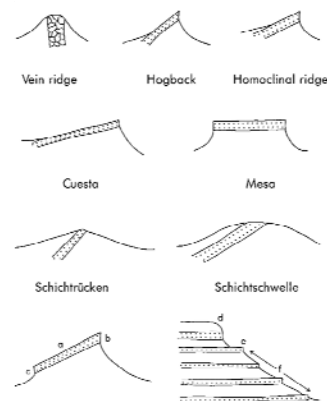 Vein ridge Hogback Homoclinal ridge
Cuesta Mesa
Schichtrücken Schichtschwelle
a b c
d e f